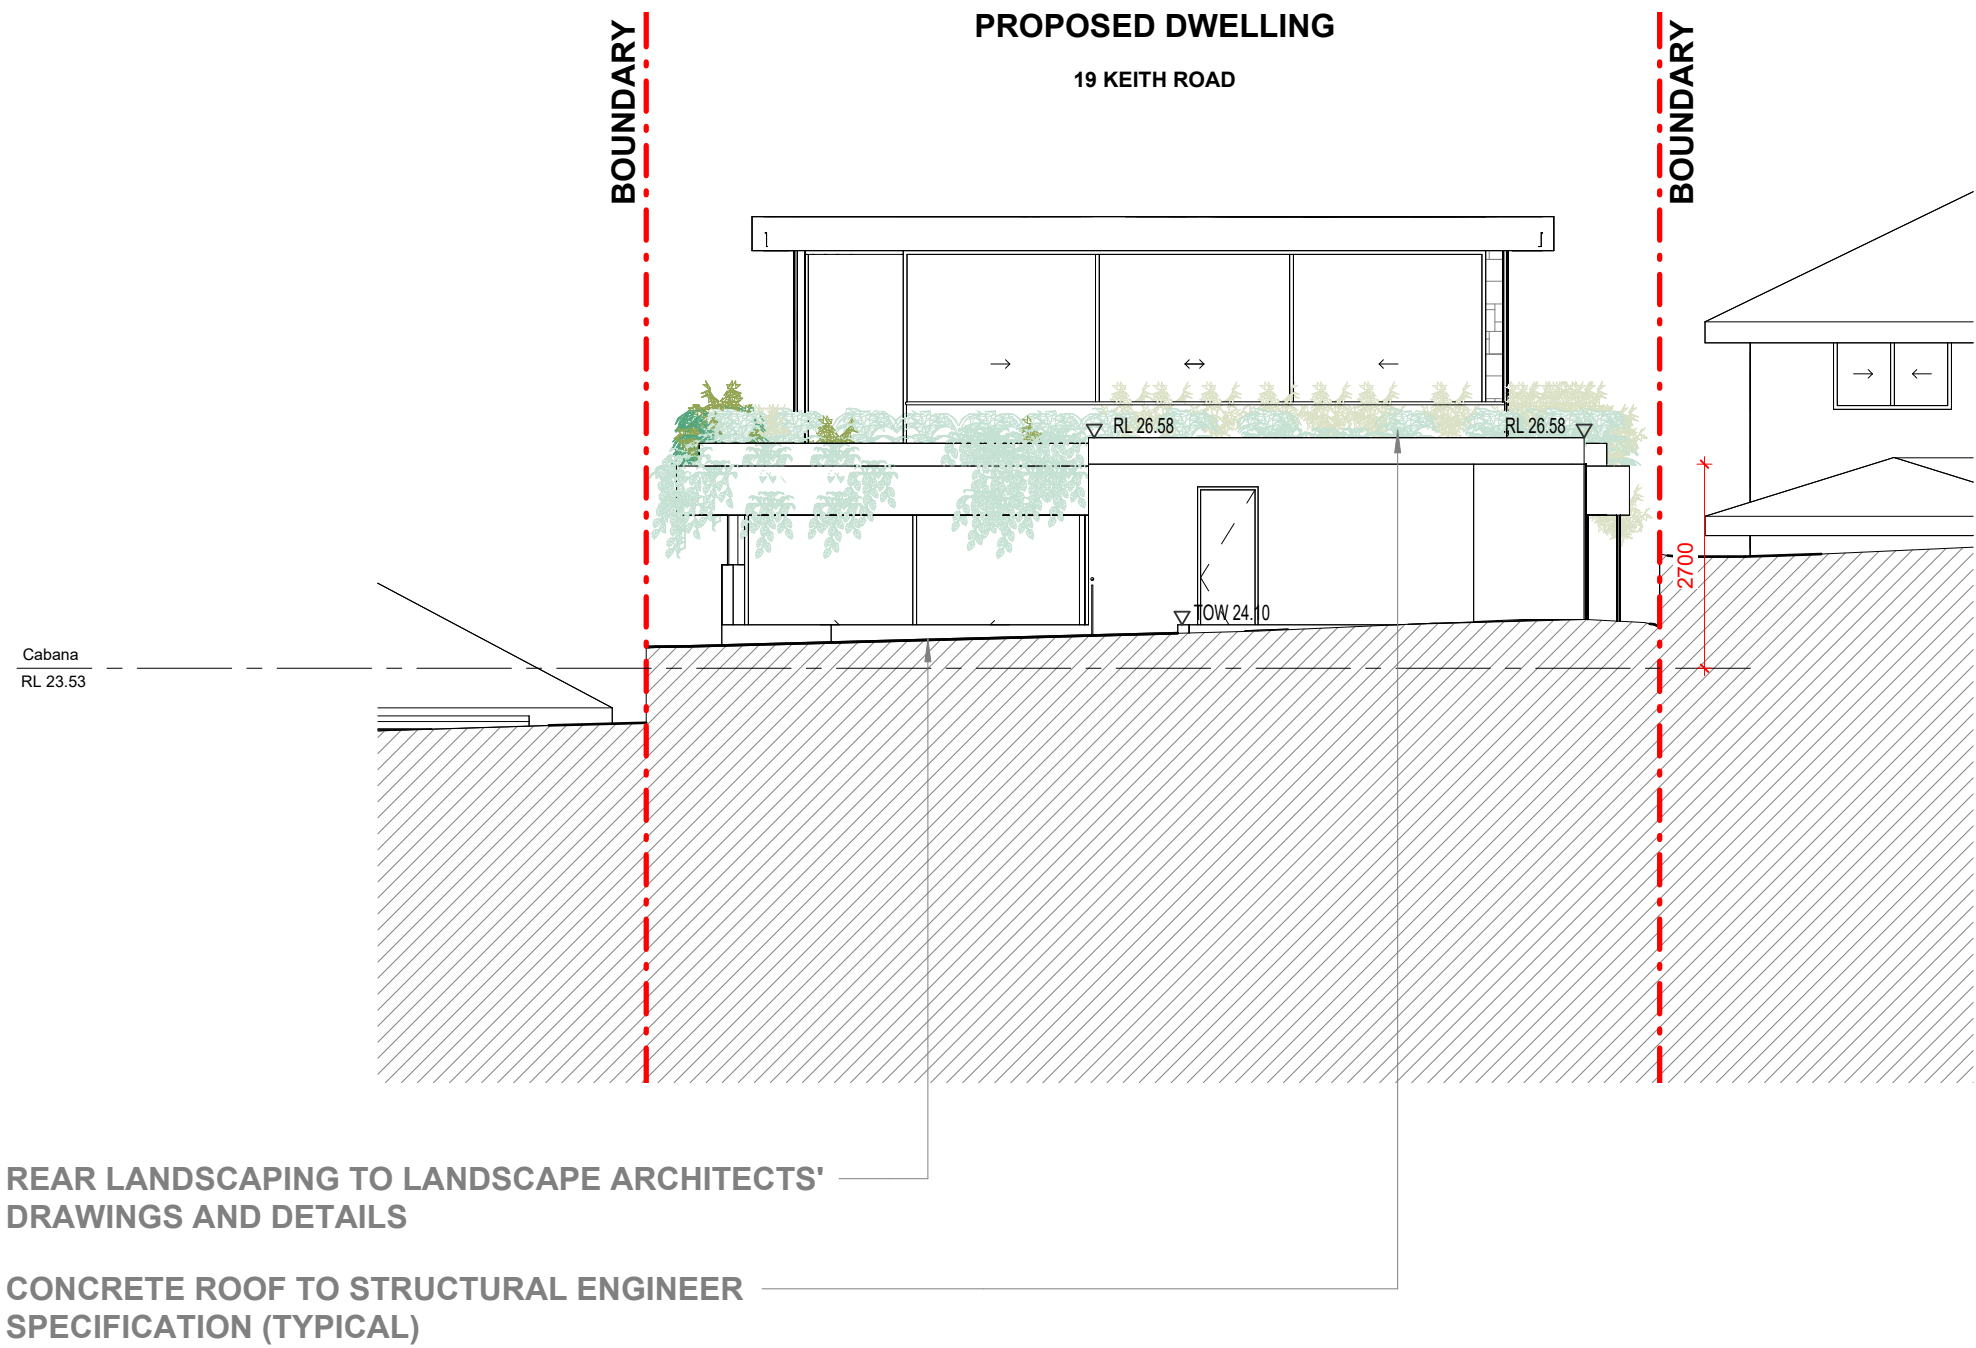 PROPOSED DWELLING
19 KEITH ROAD
BOUNDARY
BOUNDARY
RL 26.58
RL 26.58
2700
TOW 24.10
Cabana
RL 23.53
REAR LANDSCAPING TO LANDSCAPE ARCHITECTS'
DRAWINGS AND DETAILS
CONCRETE ROOF TO STRUCTURAL ENGINEER
SPECIFICATION (TYPICAL)